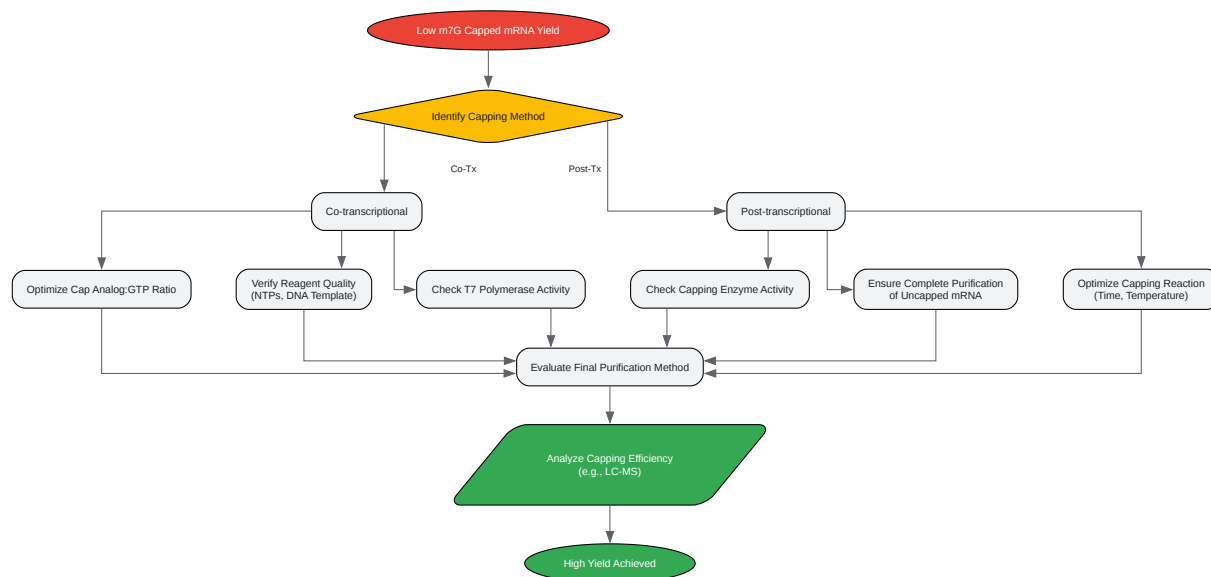 Low m7G Capped mRNA Yield
Identify Capping Method
Co-Tx
Post-Tx
Co-transcriptional
Post-transcriptional
Optimize Cap Analog:GTP Ratio
Verify Reagent Quality
(NTPs, DNA Template)
Check T7 Polymerase Activity
Check Capping Enzyme Activity
Ensure Complete Purification
of Uncapped mRNA
Optimize Capping Reaction
(Time, Temperature)
Evaluate Final Purification Method
Analyze Capping Efficiency
(e.g., LC-MS)
High Yield Achieved